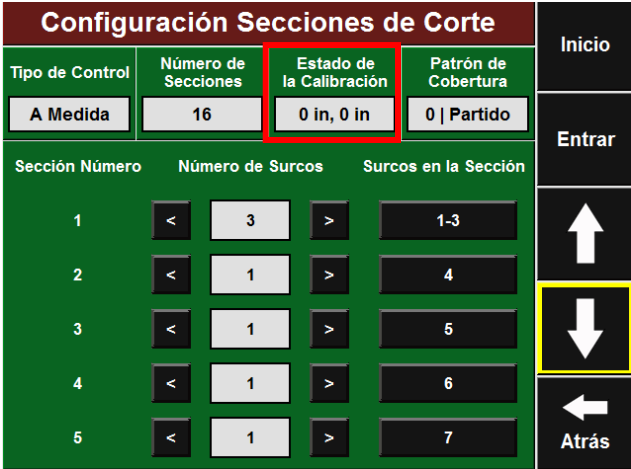 Configuración Secciones de Corte
Inicio
Tipo de Control
Número de
Secciones
Estado de
la Calibración
Patrón de
Cobertura
A Medida
16
0 in, 0 in
0 | Partido
Entrar
Sección Número
Número de Surcos
Surcos en la Sección
1 < 3 > 1-3
2 < 1 > 4
3 < 1 > 5
4 < 1 > 6
5 < 1 > 7
Atrás